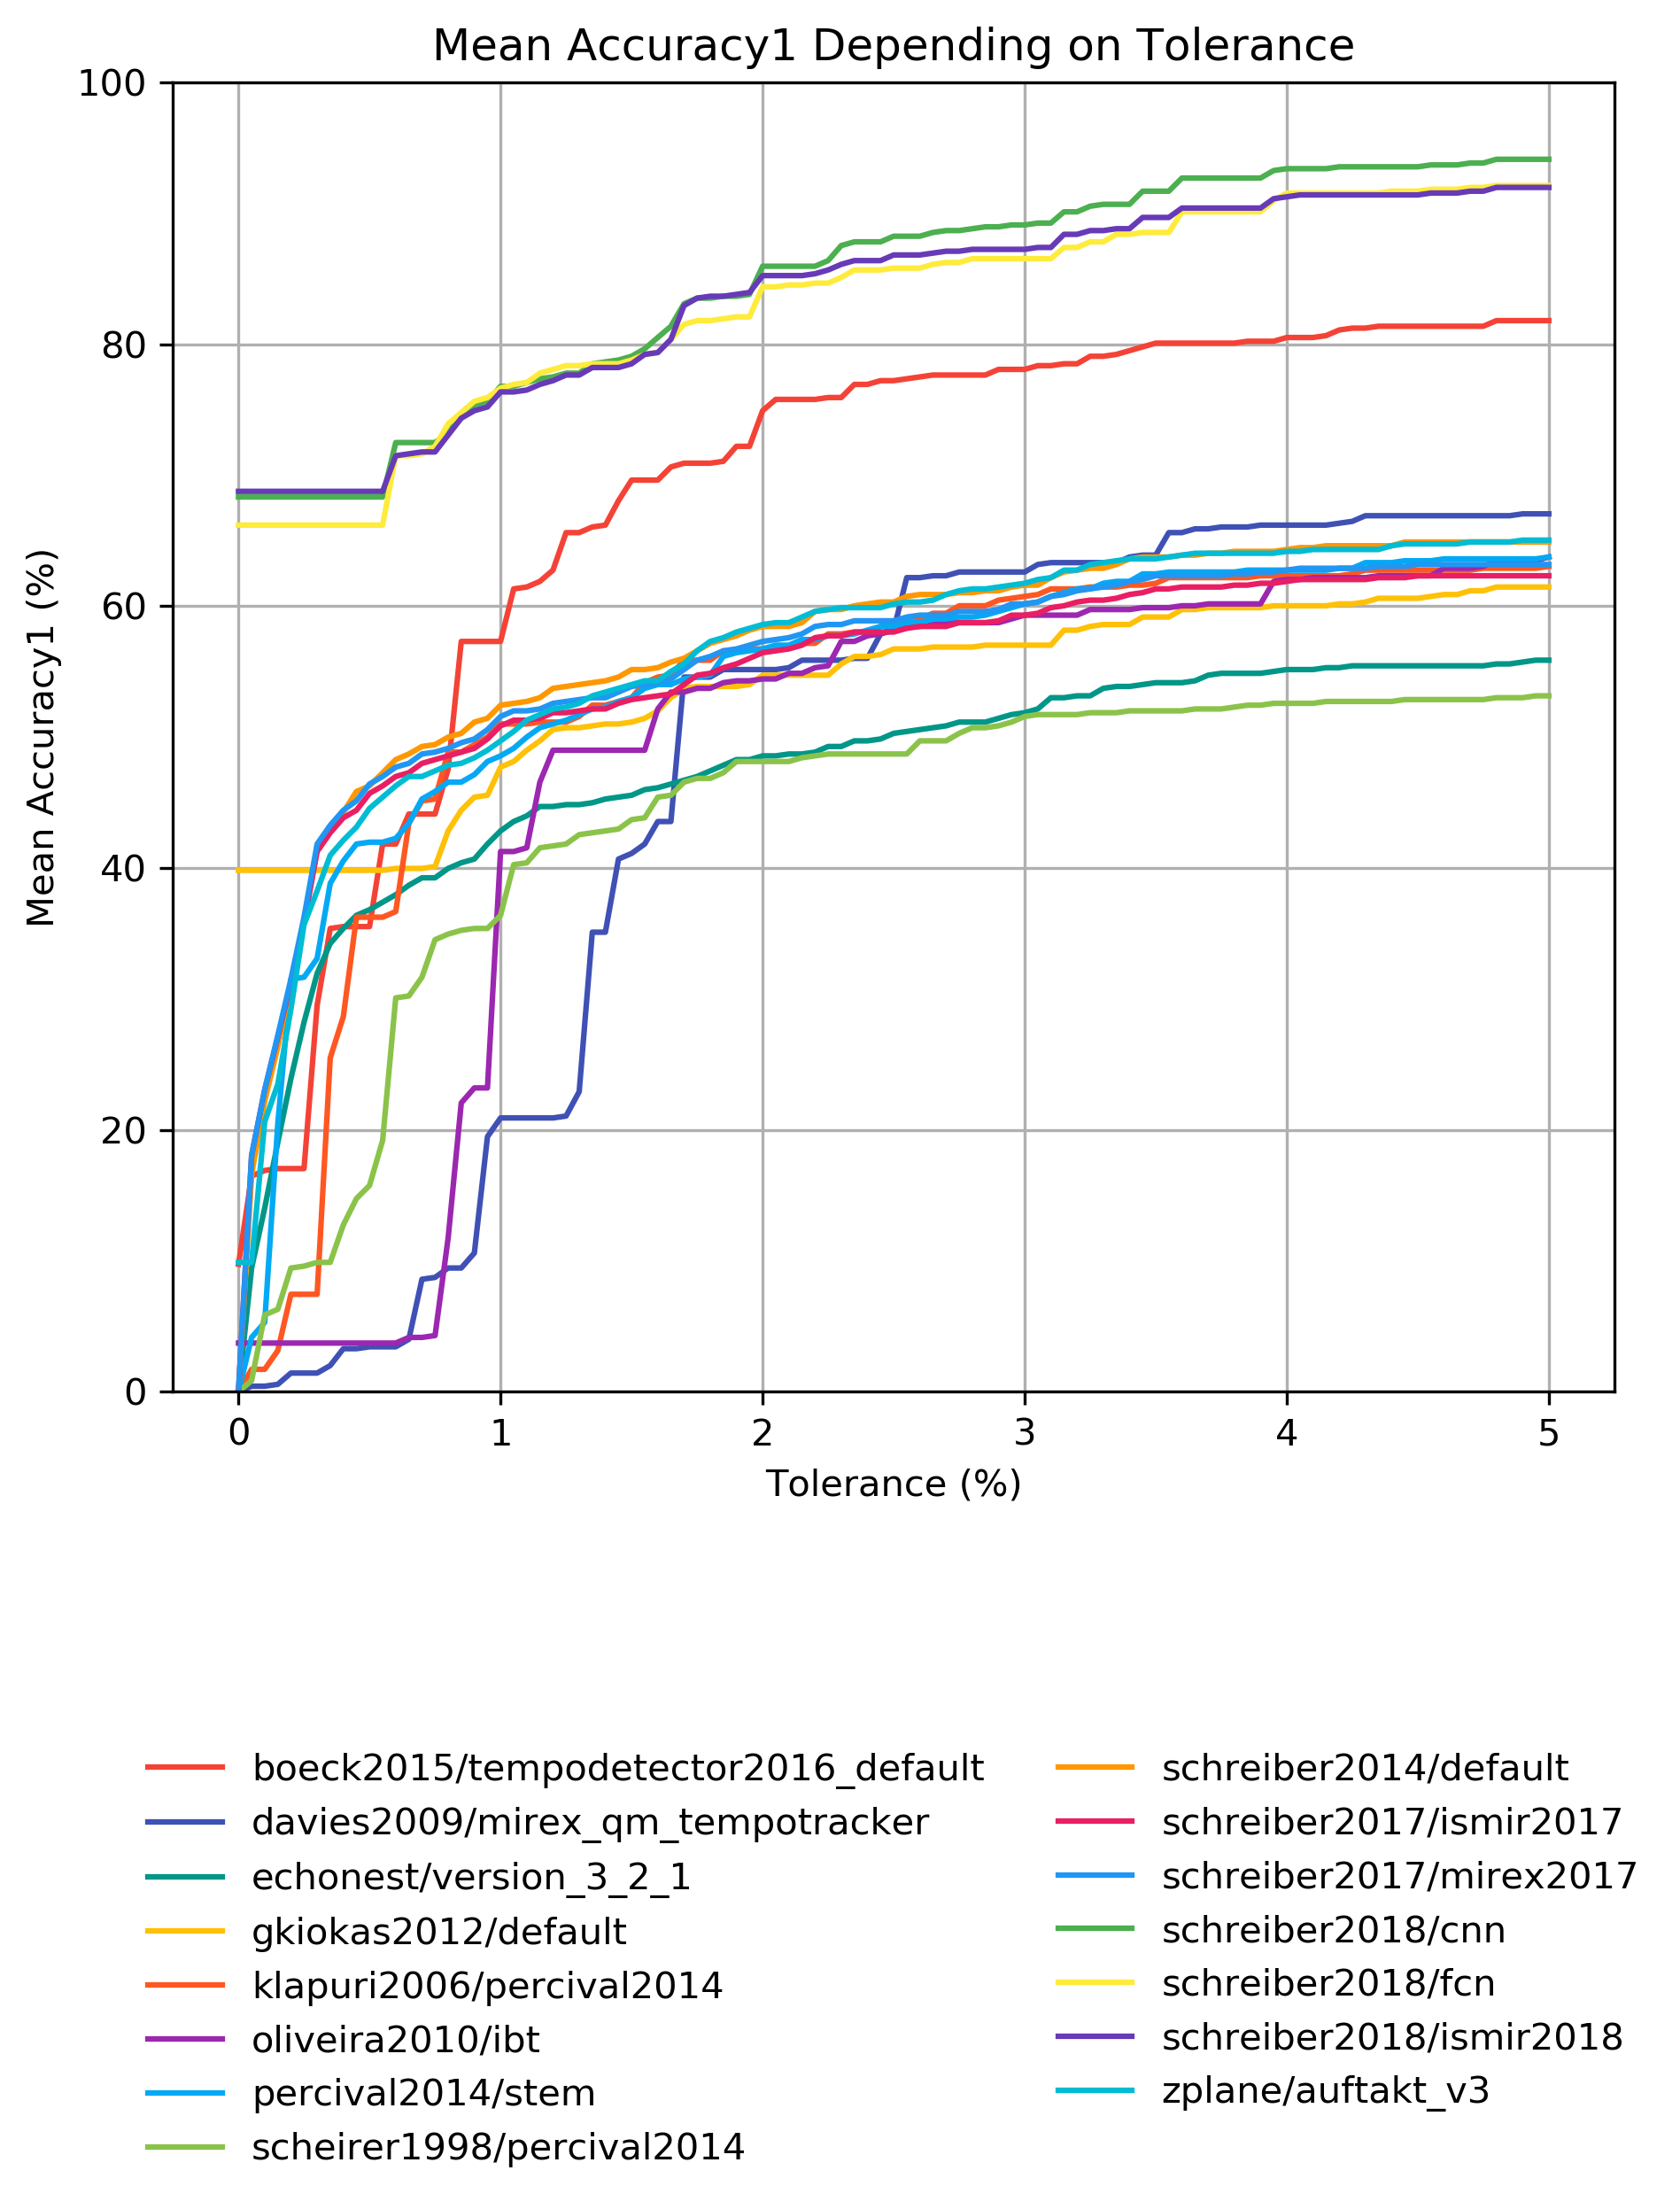 Mean Accuracy1 Depending on Tolerance
100
80
60
40
20
0
Mean Accuracy1 (%)
0 1 2 3 4 5
Tolerance (%)
boeck2015/tempodetector2016_default
davies2009/mirex_qm_tempotracker
echonest/version_3_2_1
gkiokas2012/default
klapuri2006/percival2014
oliveira2010/ibt
percival2014/stem
scheirer1998/percival2014
schreiber2014/default
schreiber2017/ismir2017
schreiber2017/mirex2017
schreiber2018/cnn
schreiber2018/fcn
schreiber2018/ismir2018
zplane/auftakt_v3